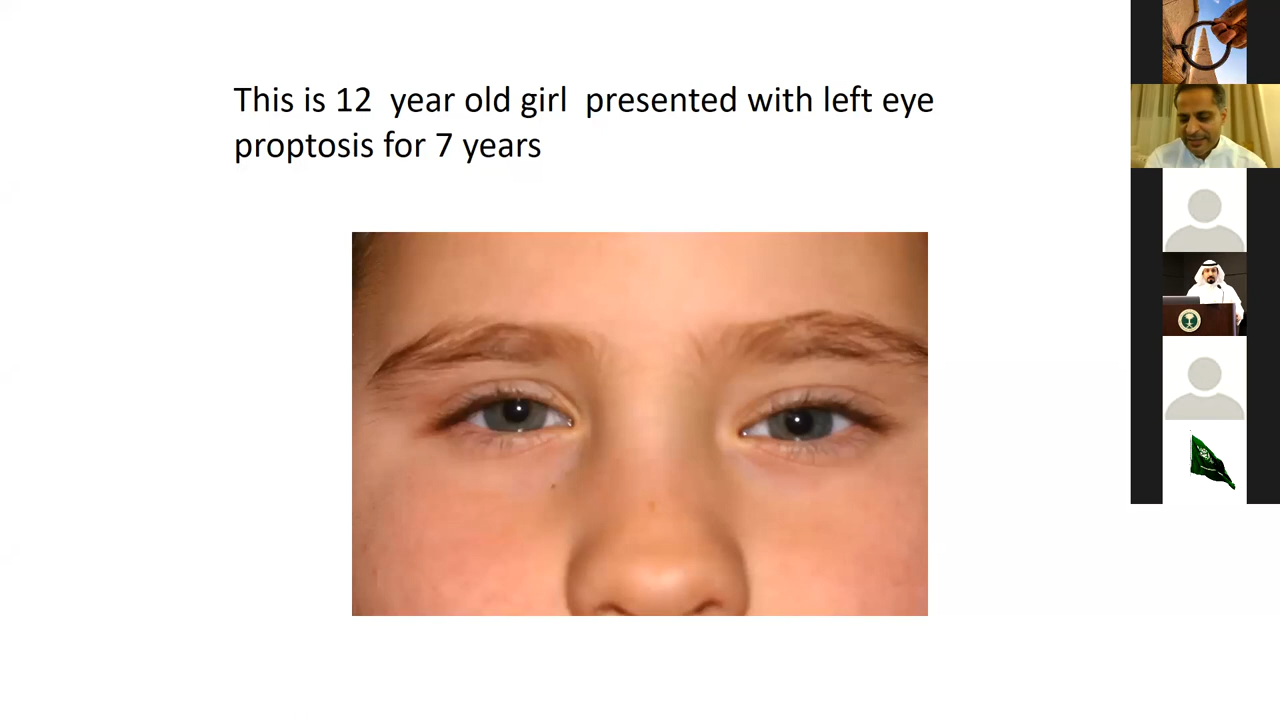 This is 12 year old girl presented with left eye
proptosis for 7 years